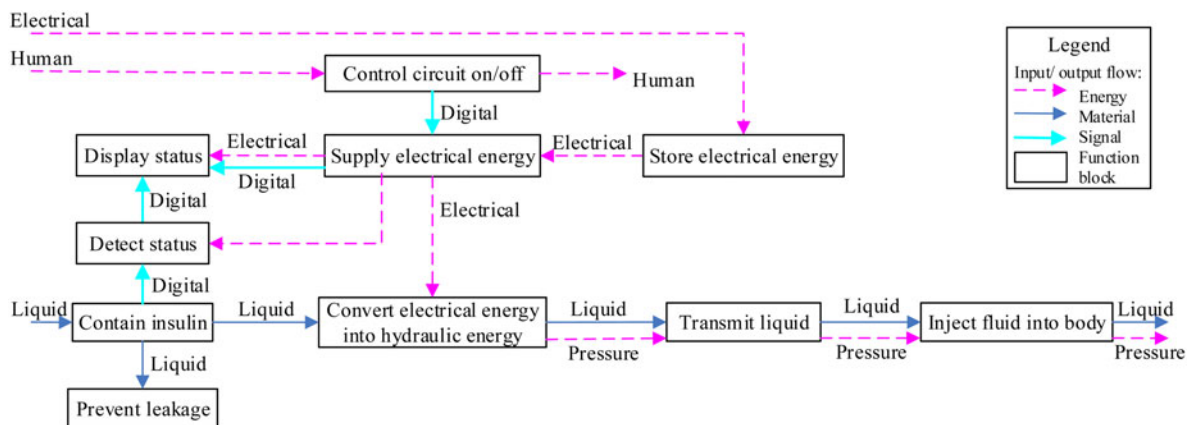 Electrical
Human
Control circuit on/off
Human
Digital
Legend
Input/ output flow:
Energy
Material
Signal
Function
block
Display status
Electrical
Digital
Supply electrical energy
Electrical
Store electrical energy
Digital
Electrical
Detect status
Digital
Liquid
Contain insulin
Liquid
Convert electrical energy
into hydraulic energy
Liquid
Pressure
Transmit liquid
Liquid
Pressure
Inject fluid into body
Liquid
Pressure
Liquid
Prevent leakage